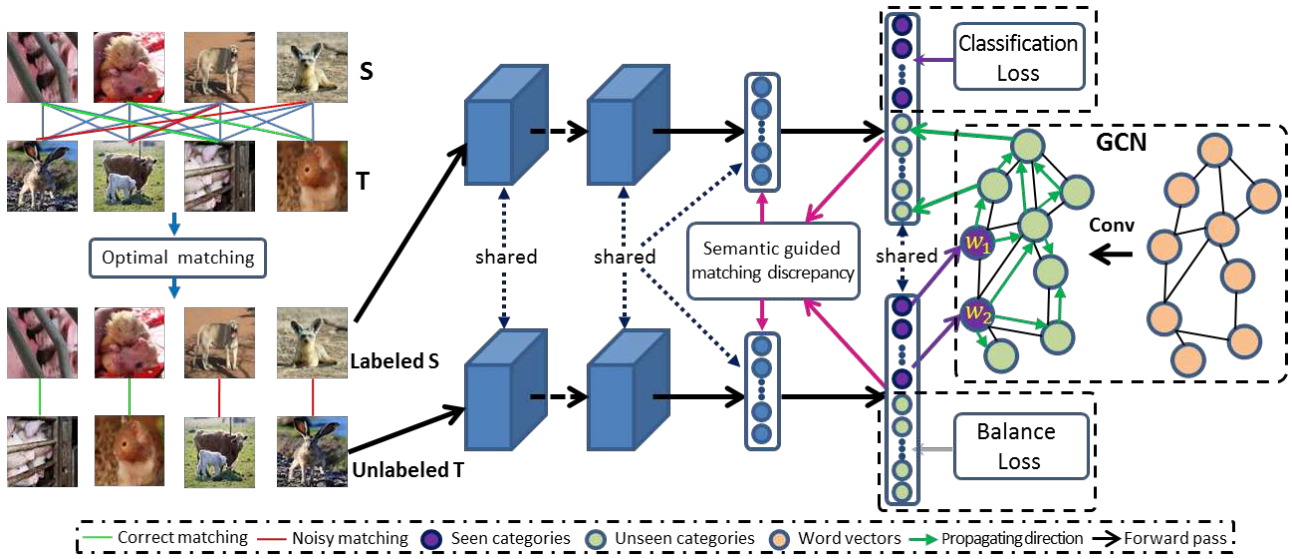 S
T
Optimal matching
Labeled S
Unlabeled T
shared
shared
Semantic guided
matching discrepancy
shared
Classification
Loss
GCN
w₁
w₂
Conv
Balance
Loss
Correct matching
Noisy matching
Seen categories
Unseen categories
Word vectors
Propagating direction
Forward pass